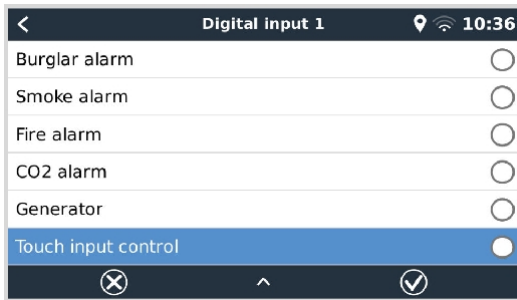 Digital input 1
10:36
Burglar alarm
Smoke alarm
Fire alarm
CO2 alarm
Generator
Touch input control